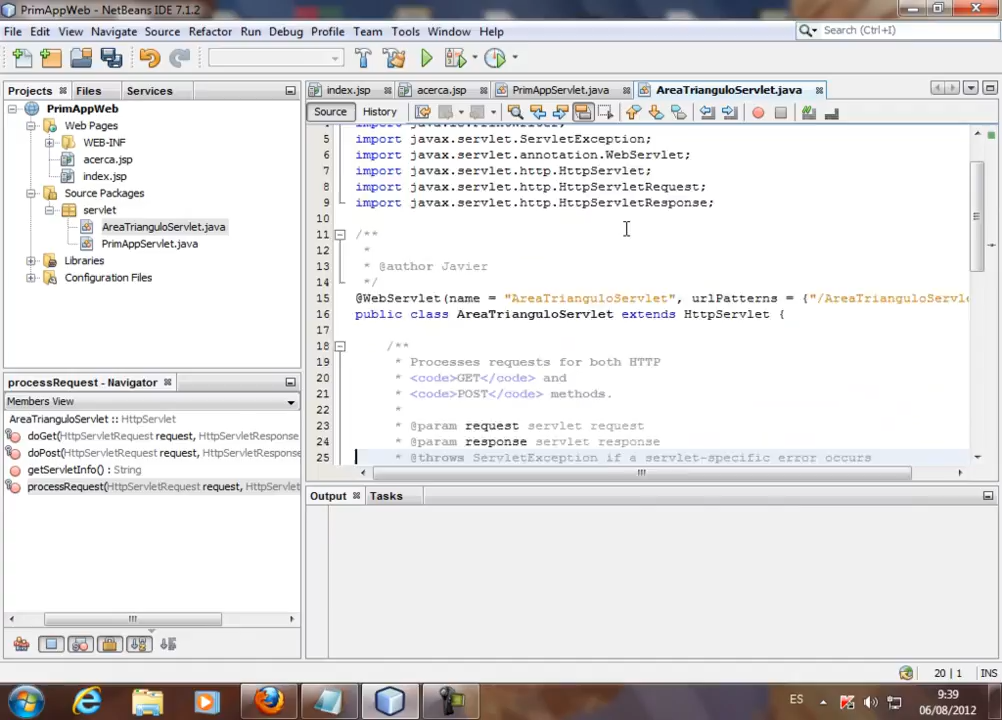 PrimAppWeb - NetBeans IDE 7.1.2
File Edit View Navigate Source Refactor Run Debug Profile Team Tools Window Help
Search (Ctrl+I)
Projects Files Services
index.jsp acerca.jsp PrimAppServlet.java AreaTrianguloServlet.java
Source History
PrimAppWeb
Web Pages
WEB-INF
acerca.jsp
index.jsp
Source Packages
servlet
AreaTrianguloServlet.java
PrimAppServlet.java
Libraries
Configuration Files
5 import javax.servlet.ServletException;
6 import javax.servlet.annotation.WebServlet;
7 import javax.servlet.http.HttpServlet;
8 import javax.servlet.http.HttpServletRequest;
9 import javax.servlet.http.HttpServletResponse;
10
11 /**
12 *
13 * @author Javier
14 */
15 @WebServlet(name = "AreaTrianguloServlet", urlPatterns = {"/AreaTrianguloServle
16 public class AreaTrianguloServlet extends HttpServlet {
17
18 /**
19 * Processes requests for both HTTP
20 * <code>GET</code> and
21 * <code>POST</code> methods.
22 *
23 * @param request servlet request
24 * @param response servlet response
25 * @throws ServletException if a servlet-specific error occurs
processRequest - Navigator
Members View
AreaTrianguloServlet :: HttpServlet
doGet(HttpServletRequest request, HttpServletResponse
doPost(HttpServletRequest request, HttpServletRespons
getServletInfo() : String
processRequest(HttpServletRequest request, HttpServlet
Output Tasks
20 | 1 INS
ES
9:39
06/08/2012